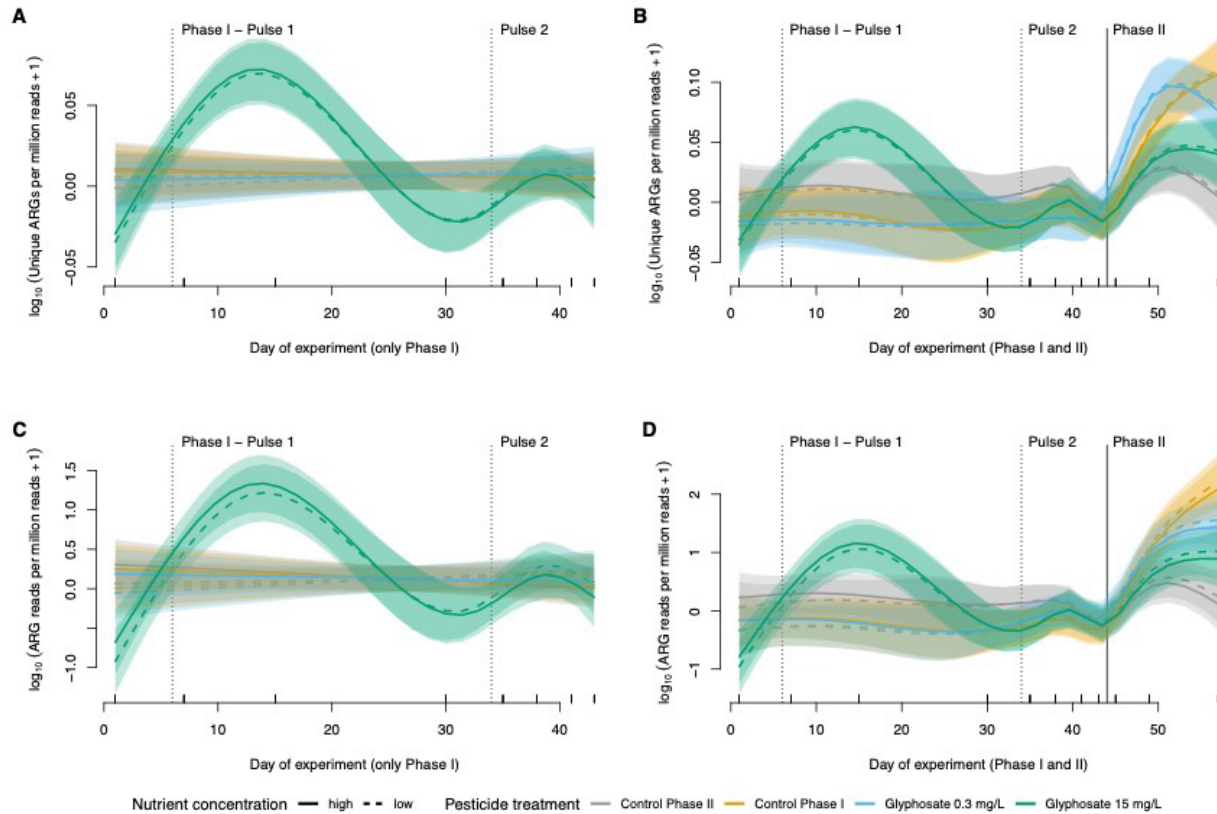 A
B
Phase I – Pulse 1
Pulse 2
Phase I – Pulse 1
Pulse 2
Phase II
log10 (Unique ARGs per million reads + 1)
0.05
0.00
−0.05
0
10
20
30
40
Day of experiment (only Phase I)
log10 (Unique ARGs per million reads + 1)
0.10
0.05
0.00
−0.05
0
10
20
30
40
50
Day of experiment (Phase I and II)
C
D
Phase I – Pulse 1
Pulse 2
Phase I – Pulse 1
Pulse 2
Phase II
log10 (ARG reads per million reads + 1)
1.5
1.0
0.5
0.0
−1.0
0
10
20
30
40
Day of experiment (only Phase I)
log10 (ARG reads per million reads + 1)
2
1
0
−1
0
10
20
30
40
50
Day of experiment (Phase I and II)
Nutrient concentration high low Pesticide treatment Control Phase II Control Phase I Glyphosate 0.3 mg/L Glyphosate 15 mg/L